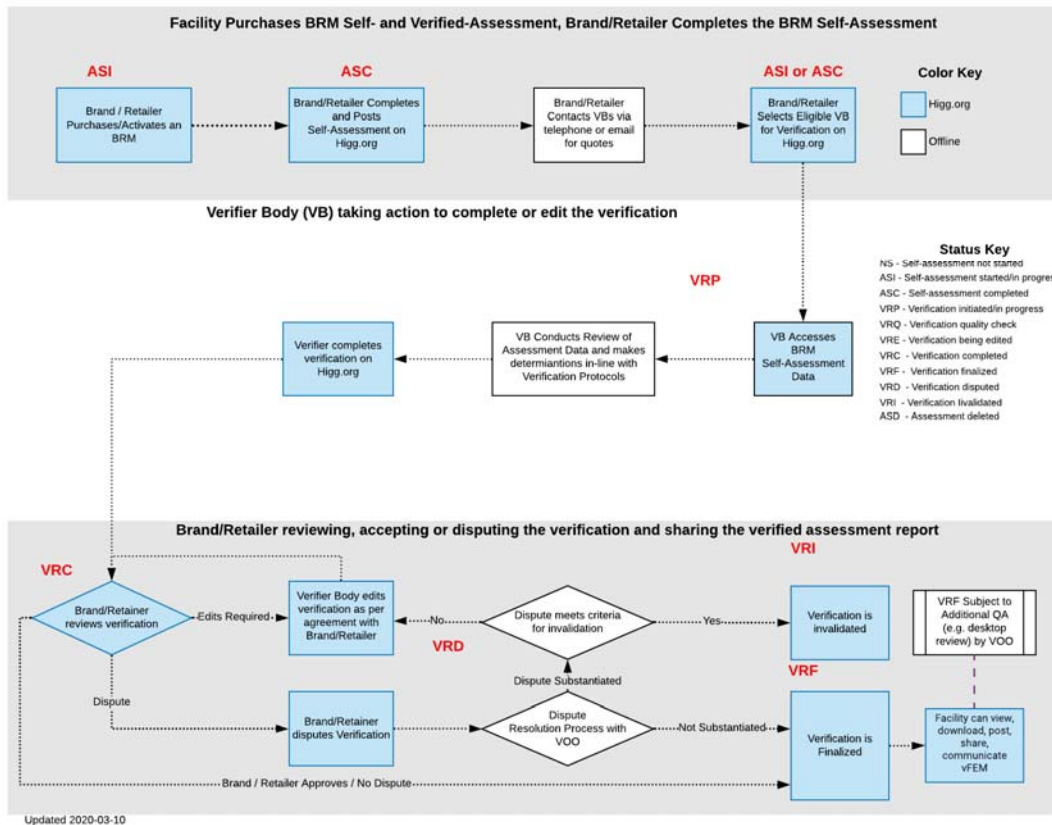 Facility Purchases BRM Self- and Verified-Assessment, Brand/Retailer Completes the BRM Self-Assessment
ASI
ASC
ASI or ASC
Color Key
Brand / Retailer
Purchases/Activates an
BRM
Brand/Retailer Completes
and Posts
Self-Assessment on
Higg.org
Brand/Retailer
Contacts VBs via
telephone or email
for quotes
Brand/Retailer
Selects Eligible VB
for Verification on
Higg.org
Higg.org
Offline
Verifier Body (VB) taking action to complete or edit the verification
Status Key
NS - Self-assessment not started
ASI - Self-assessment started/in progres
ASC - Self-assessment completed
VRP - Verification initiated/in progress
VRQ - Verification quality check
VRE - Verification being edited
VRC - Verification completed
VRF - Verification finalized
VRD - Verification disputed
VRI - Verification Iivalidated
ASD - Assessment deleted
VRP
Verifier completes
verification on
Higg.org
VB Conducts Review of
Assessment Data and makes
determiantions in-line with
Verification Protocols
VB Accesses
BRM
Self-Assessment
Data
Brand/Retailer reviewing, accepting or disputing the verification and sharing the verified assessment report
VRC
VRI
Brand/Retainer
reviews verification
Edits Required
Verifier Body edits
verification as per
agreement with
Brand/Retailer
No
Dispute meets criteria
for invalidation
Yes
Verification is
invalidated
VRF Subject to
Additional QA
(e.g. desktop
review) by VOO
VRD
VRF
Dispute Substantiated
Dispute
Brand/Retainer
disputes Verification
Dispute
Resolution Process with
VOO
Not Substantiated
Verification is
Finalized
Facility can view,
download, post,
share,
communicate
vFEM
Brand / Retailer Approves / No Dispute
Updated 2020-03-10